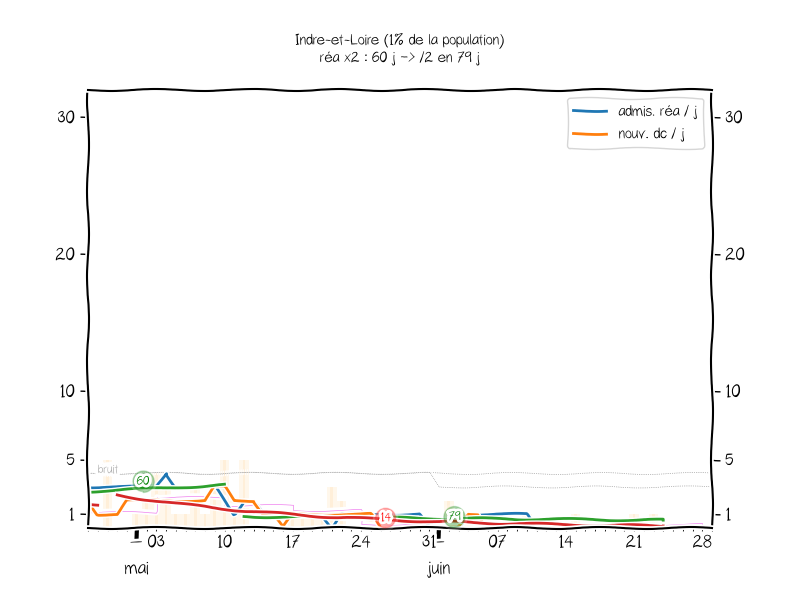 Indre-et-Loire (1% de la population)
réa x2 : 60 j -> /2 en 79 j
admis. réa / j
nouv. dc / j
30
30
20
20
10
10
5
5
bruit
60
14
79
1
1
03 10 17 24 31 07 14 21 28
mai juin